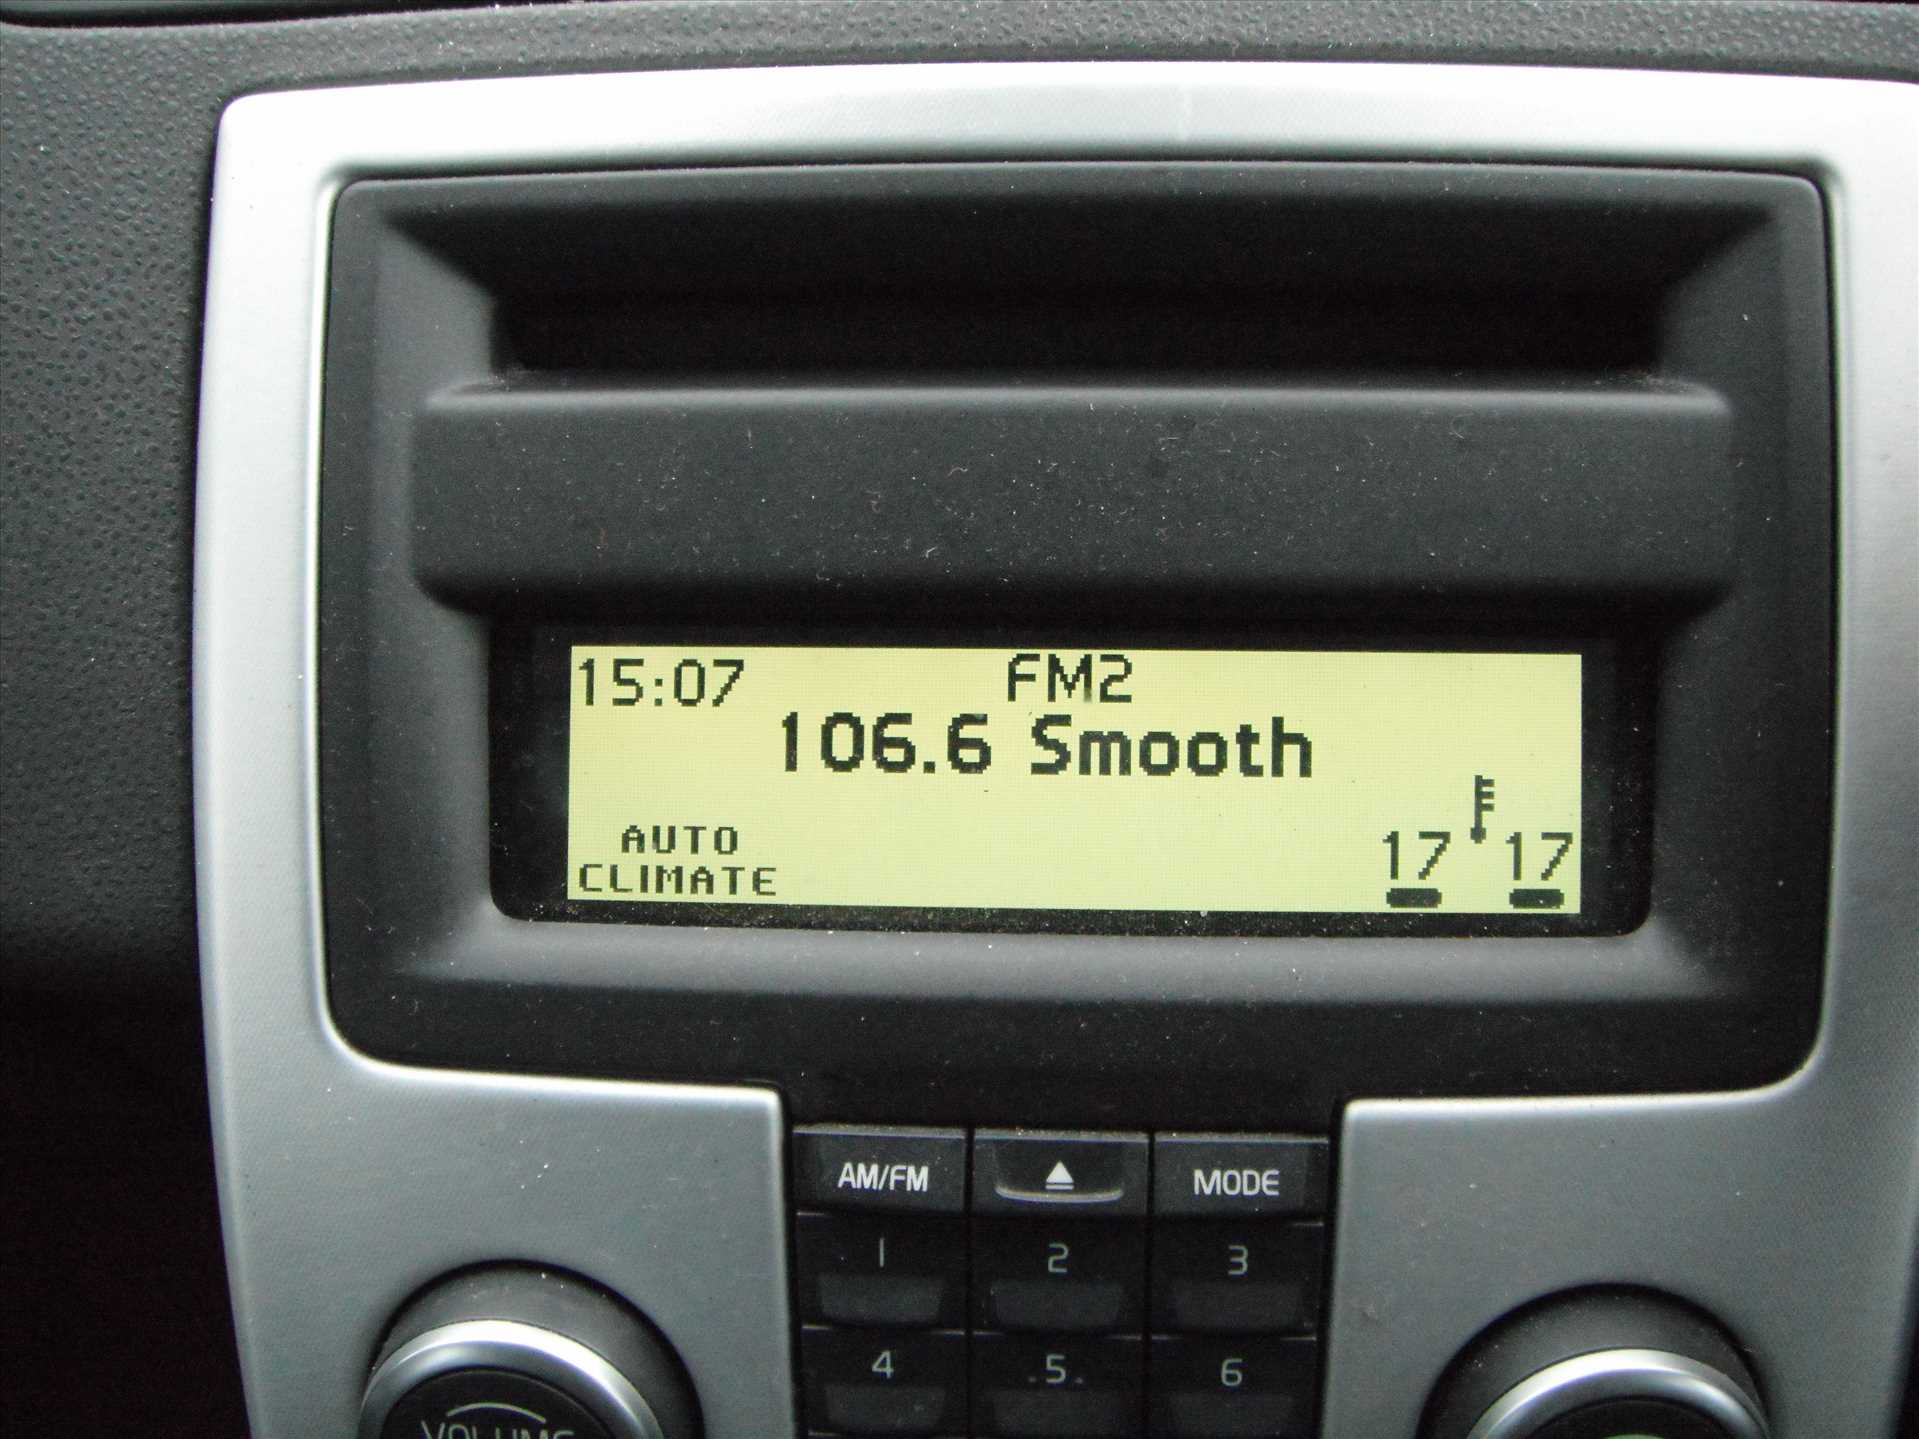 15:07 FM2
106.6 Smooth
AUTO
CLIMATE
17 17
AM/FM MODE
1 2 3
4 5 6
VOLUME